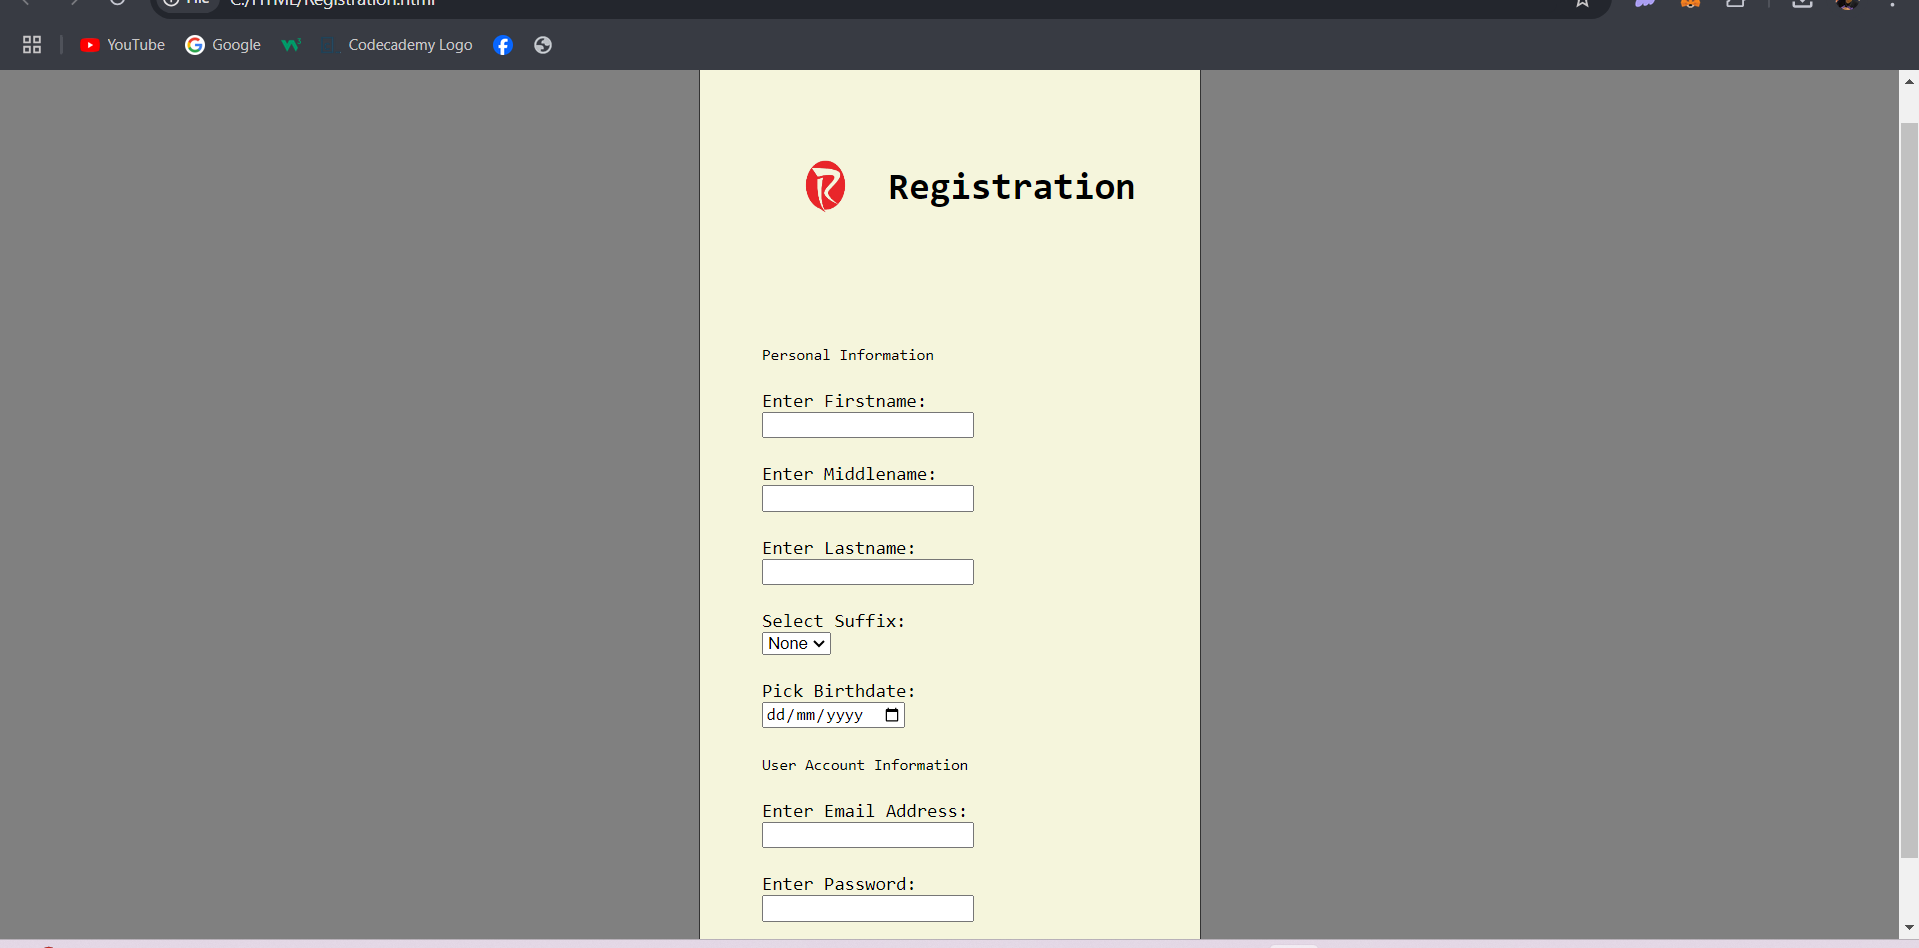 File C:/HTML/Registration.html
YouTube Google Codecademy Logo
Registration
Personal Information
Enter Firstname:
Enter Middlename:
Enter Lastname:
Select Suffix:
None
Pick Birthdate:
dd/mm/yyyy
User Account Information
Enter Email Address:
Enter Password: